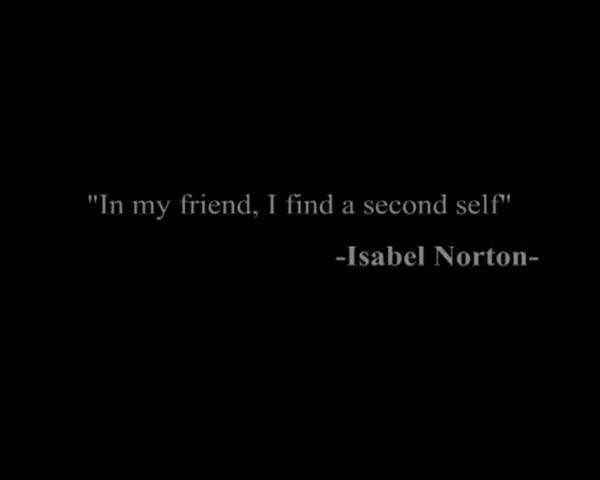 "In my friend, I find a second self"
-Isabel Norton-